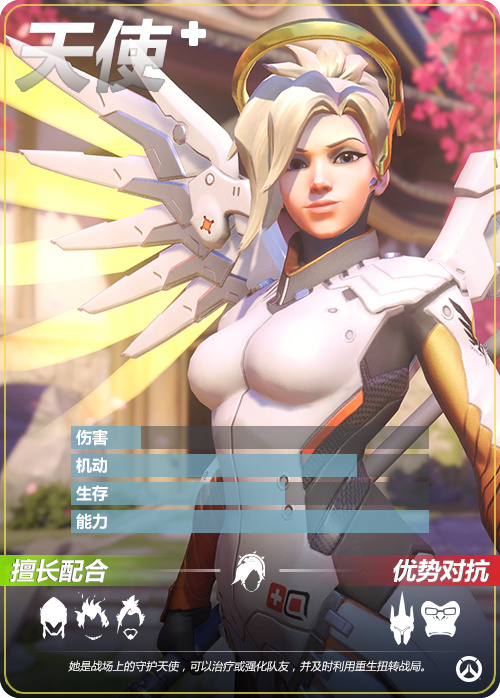 天使
伤害
机动
生存
能力
擅长配合
优势对抗
她是战场上的守护天使，可以治疗或强化队友，并及时利用重生扭转战局。